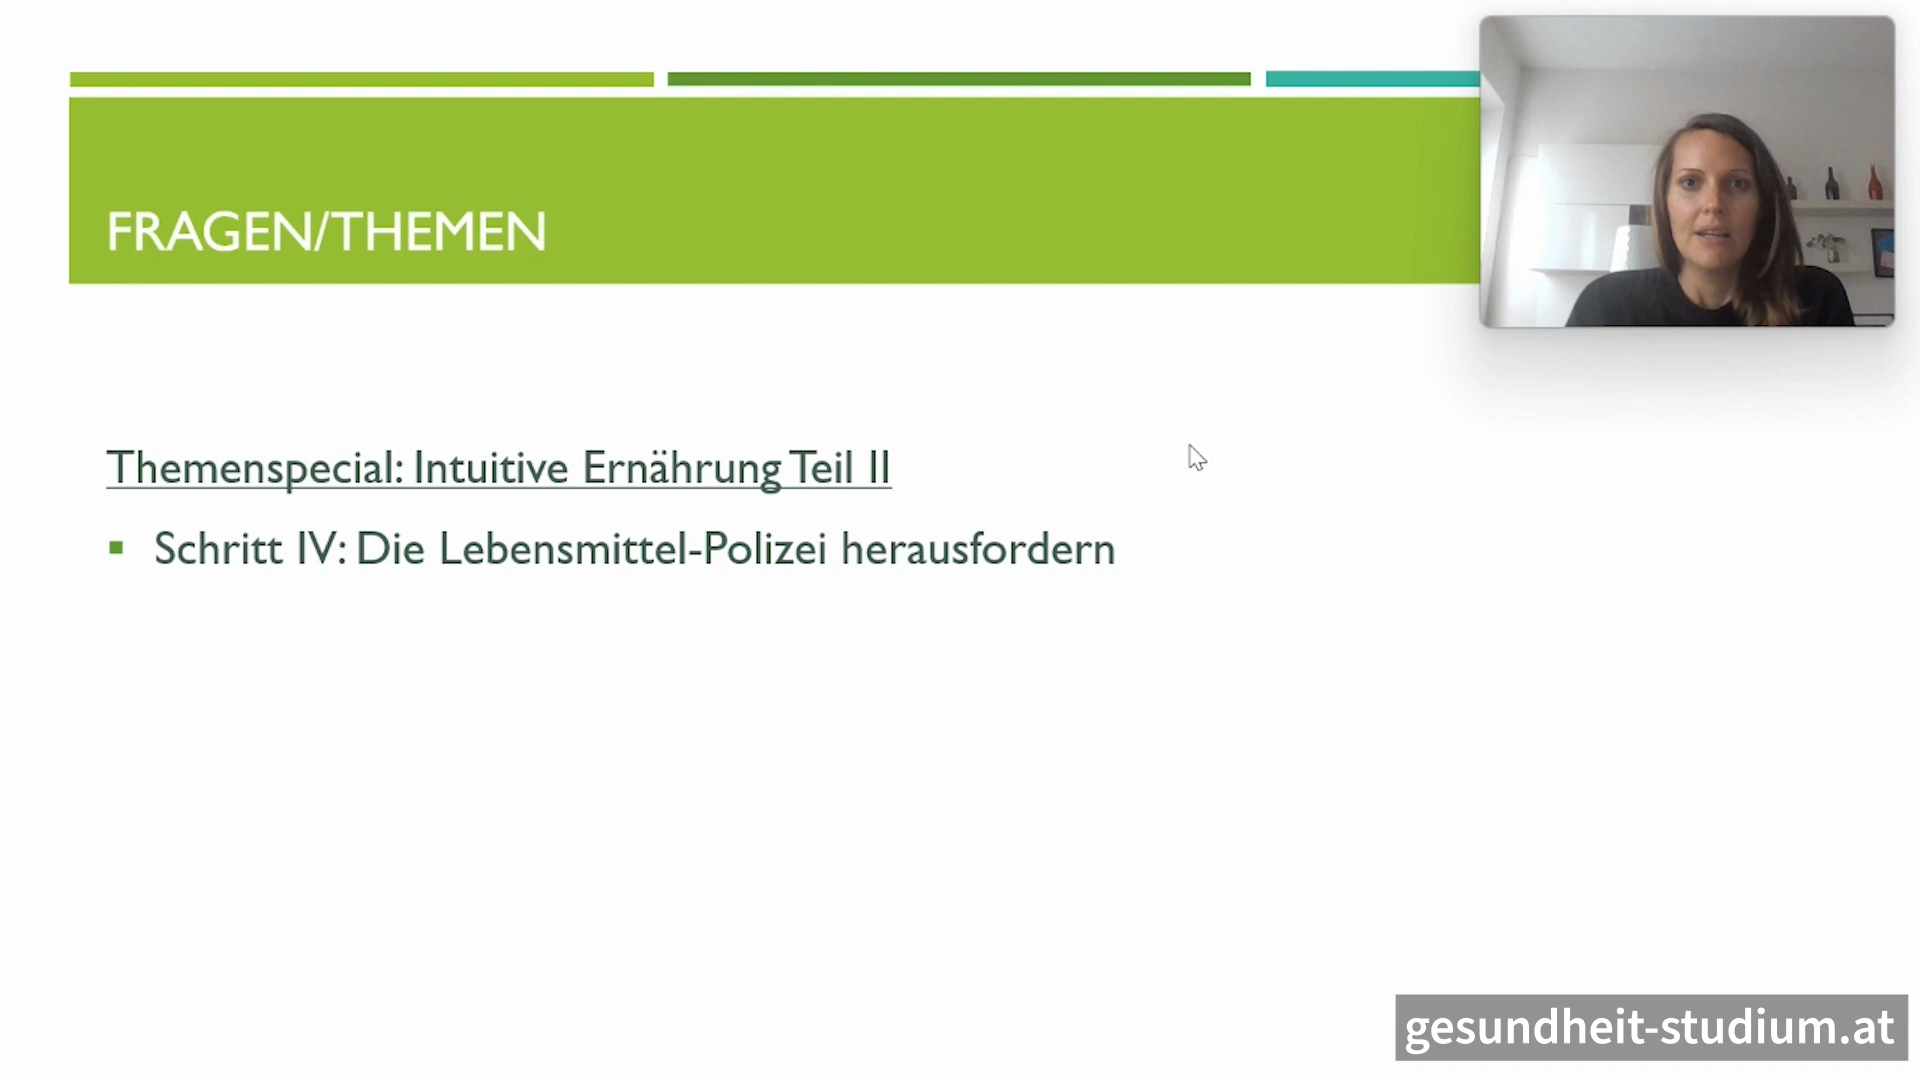 FRAGEN/THEMEN
Themenspecial: Intuitive Ernährung Teil II
▪ Schritt IV: Die Lebensmittel-Polizei herausfordern
gesundheit-studium.at